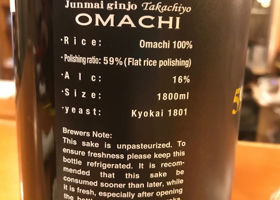 Junmai ginjo Takachiyo
OMACHI
・Rice: Omachi 100%
・Polishing ratio: 59% (Flat rice polishing)
・Alc: 16%
・Size: 1800ml
・yeast: Kyokai 1801
Brewers Note:
This sake is unpasteurized. To
ensure freshness please keep this
bottle refrigerated. It is recom-
mended that this sake be
consumed sooner than later, while
it is fresh, especially after opening